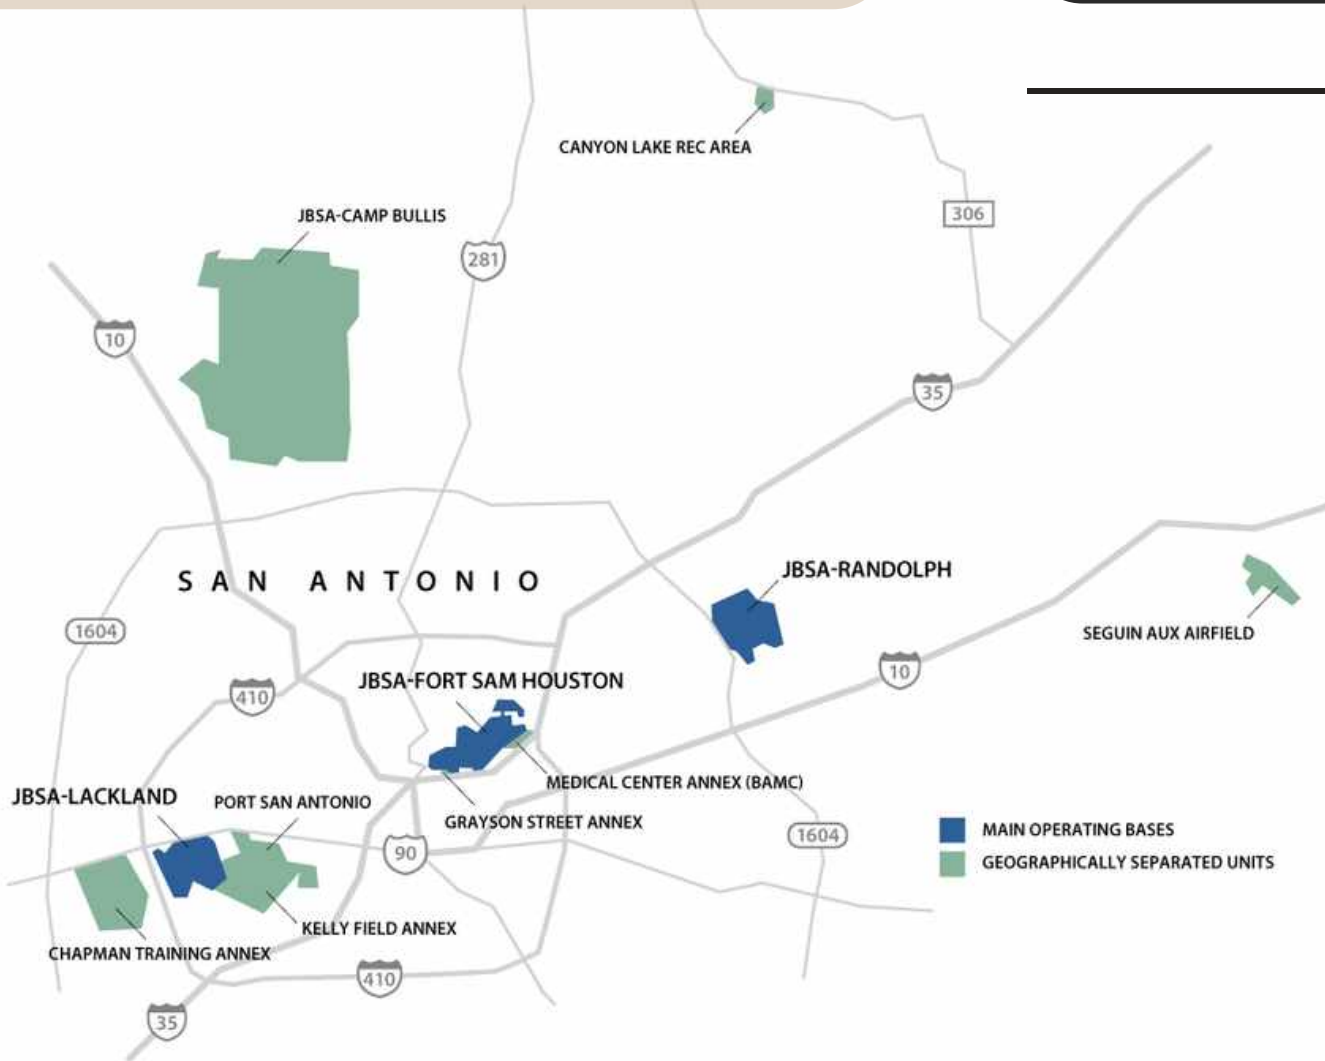 CANYON LAKE REC AREA
JBSA-CAMP BULLIS
306
281
10
35
SAN ANTONIO
JBSA-RANDOLPH
1604
SEGUIN AUX AIRFIELD
10
JBSA-FORT SAM HOUSTON
410
MEDICAL CENTER ANNEX (BAMC)
JBSA-LACKLAND
PORT SAN ANTONIO
GRAYSON STREET ANNEX
1604
MAIN OPERATING BASES
90
GEOGRAPHICALLY SEPARATED UNITS
KELLY FIELD ANNEX
CHAPMAN TRAINING ANNEX
410
35